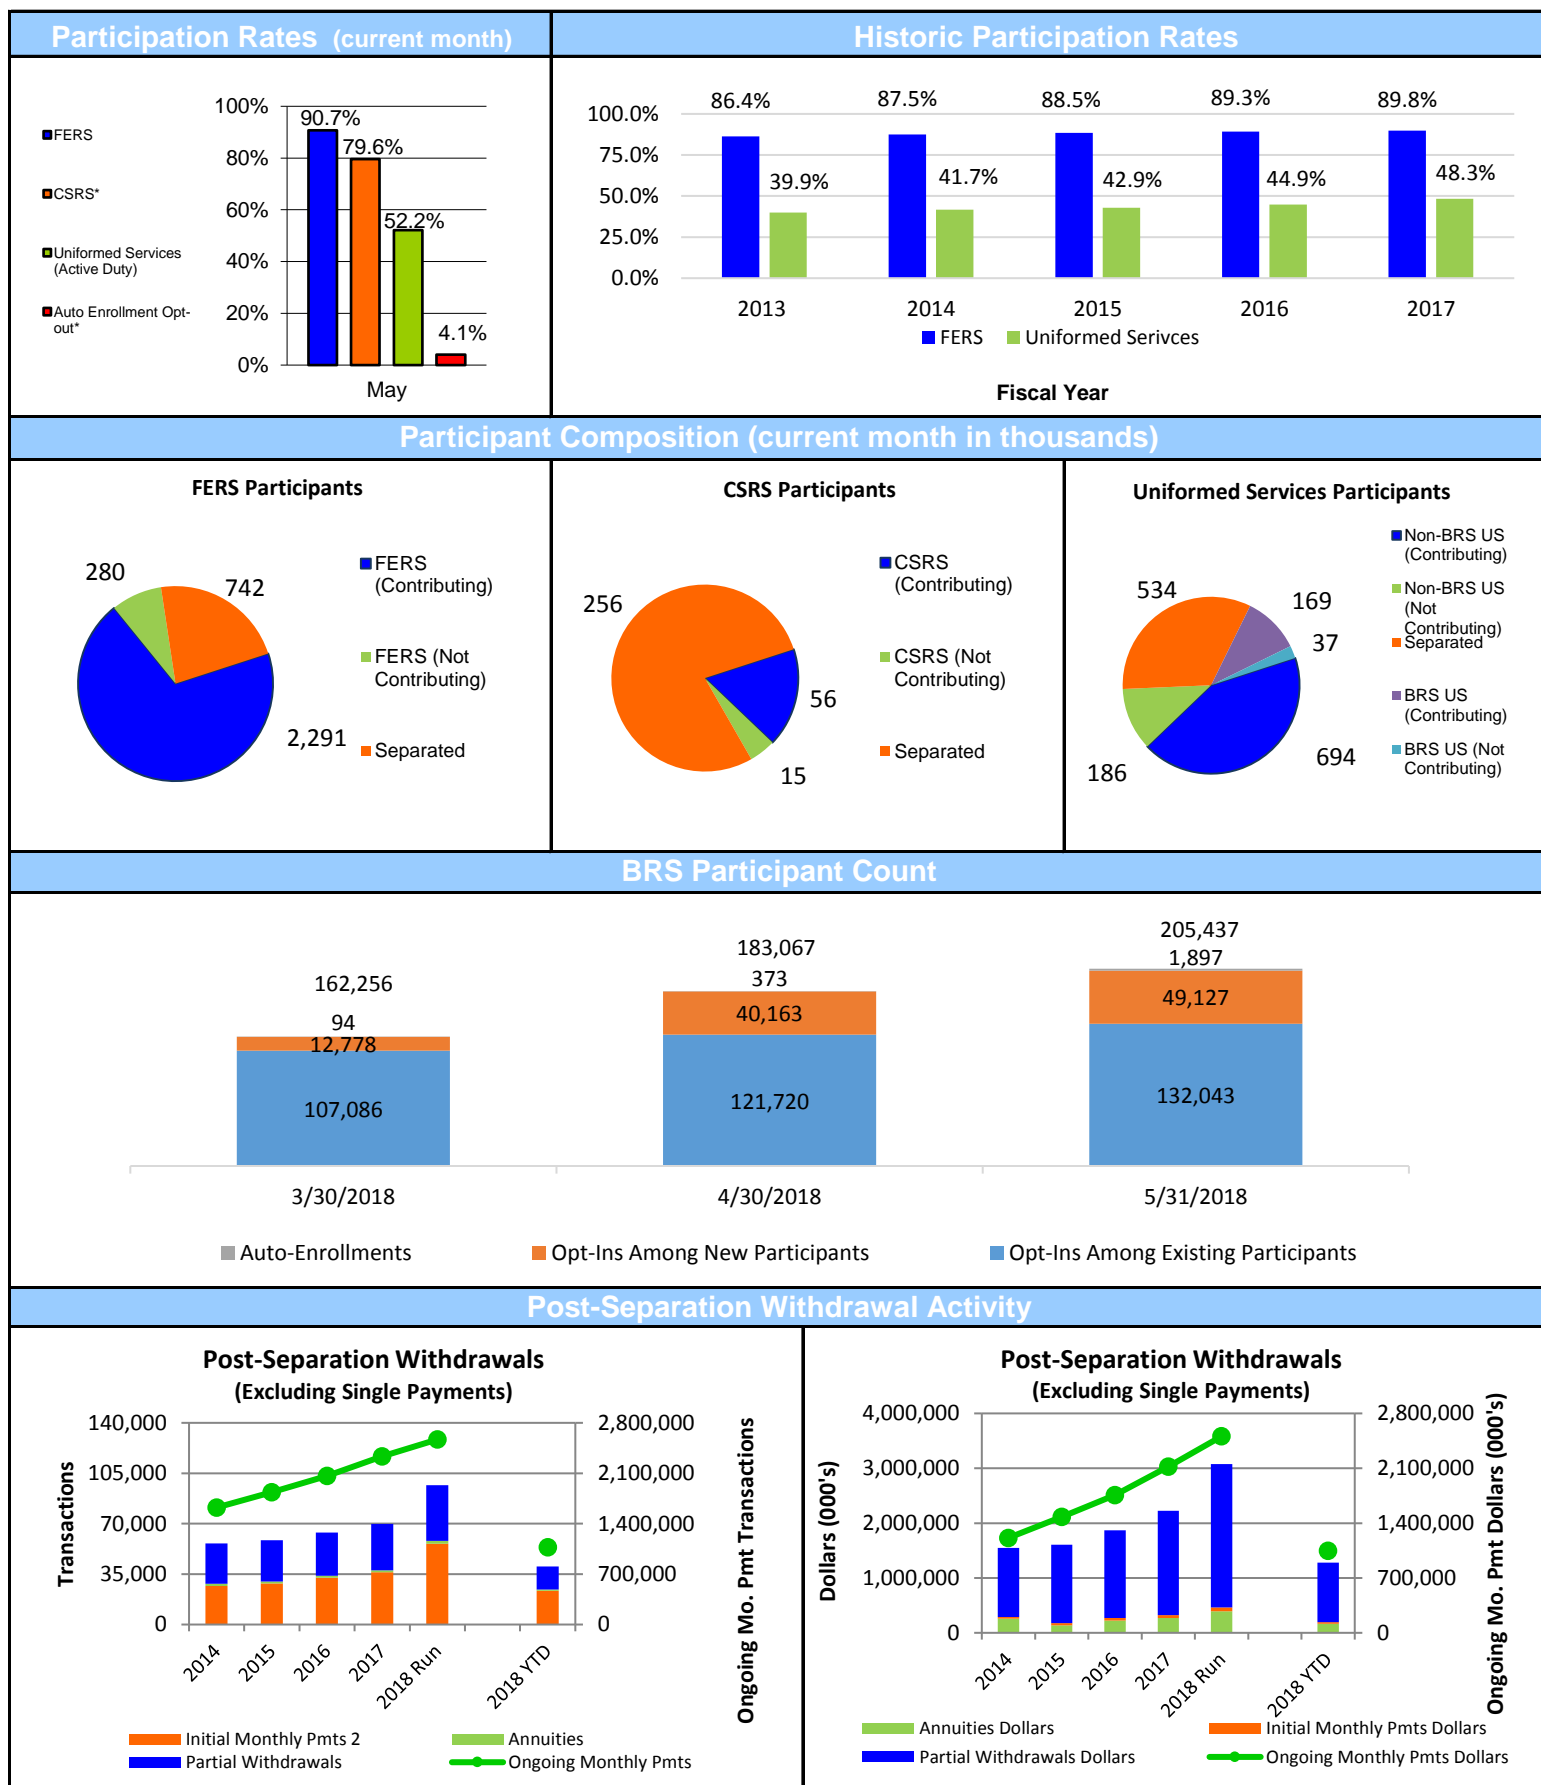 Participation Rates (current month)
Historic Participation Rates
100%
80%
60%
40%
20%
0%
90.7%
79.6%
52.2%
4.1%
May
FERS
CSRS*
Uniformed Services
(Active Duty)
Auto Enrollment Opt-
out*
86.4%
87.5%
88.5%
89.3%
89.8%
100.0%
75.0%
50.0%
25.0%
0.0%
39.9%
41.7%
42.9%
44.9%
48.3%
2013
2014
2015
2016
2017
FERS
Uniformed Serivces
Fiscal Year
Participant Composition (current month in thousands)
FERS Participants
280
742
2,291
FERS
(Contributing)
FERS (Not
Contributing)
Separated
CSRS Participants
256
56
15
CSRS
(Contributing)
CSRS (Not
Contributing)
Separated
Uniformed Services Participants
534
169
37
694
186
Non-BRS US
(Contributing)
Non-BRS US
(Not
Contributing)
Separated
BRS US
(Contributing)
BRS US (Not
Contributing)
BRS Participant Count
162,256
94
12,778
107,086
183,067
373
40,163
121,720
205,437
1,897
49,127
132,043
3/30/2018
4/30/2018
5/31/2018
Auto-Enrollments
Opt-Ins Among New Participants
Opt-Ins Among Existing Participants
Post-Separation Withdrawal Activity
Post-Separation Withdrawals
(Excluding Single Payments)
Transactions
140,000
105,000
70,000
35,000
0
2,800,000
2,100,000
1,400,000
700,000
0
Ongoing Mo. Pmt Transactions
2014
2015
2016
2017
2018 Run
2018 YTD
Initial Monthly Pmts 2
Annuities
Partial Withdrawals
Ongoing Monthly Pmts
Post-Separation Withdrawals
(Excluding Single Payments)
Dollars (000's)
4,000,000
3,000,000
2,000,000
1,000,000
0
2,800,000
2,100,000
1,400,000
700,000
0
Ongoing Mo. Pmt Dollars (000's)
2014
2015
2016
2017
2018 Run
2018 YTD
Annuities Dollars
Initial Monthly Pmts Dollars
Partial Withdrawals Dollars
Ongoing Monthly Pmts Dollars